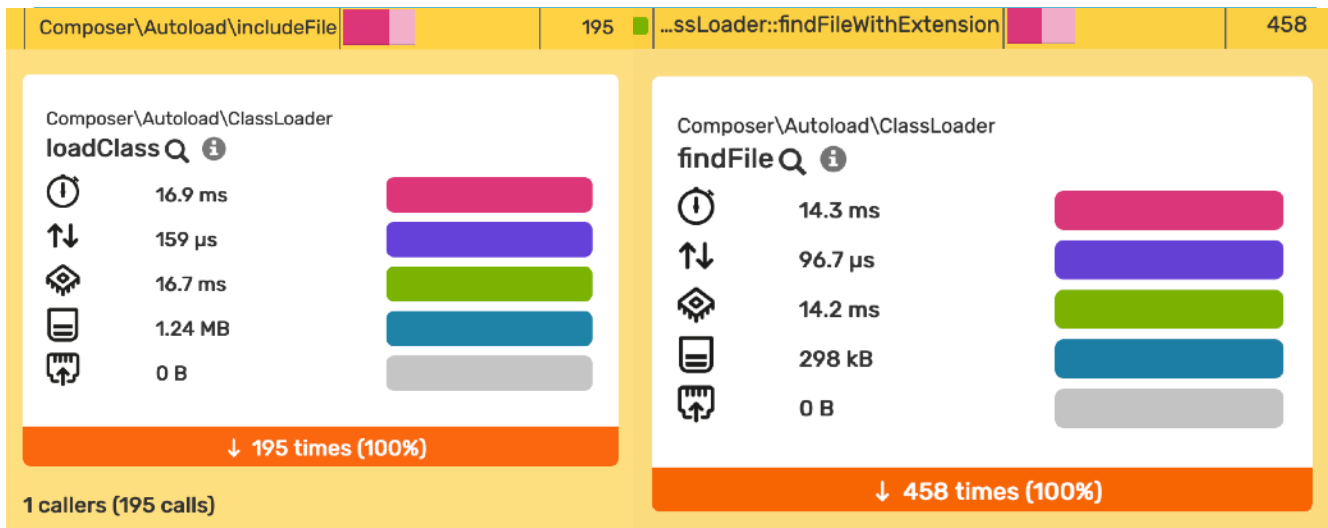 Composer\Autoload\includeFile 195
Composer\Autoload\ClassLoader
loadClass
16.9 ms
159 µs
16.7 ms
1.24 MB
0 B
↓ 195 times (100%)
1 callers (195 calls)
...ssLoader::findFileWithExtension 458
Composer\Autoload\ClassLoader
findFile
14.3 ms
96.7 µs
14.2 ms
298 kB
0 B
↓ 458 times (100%)